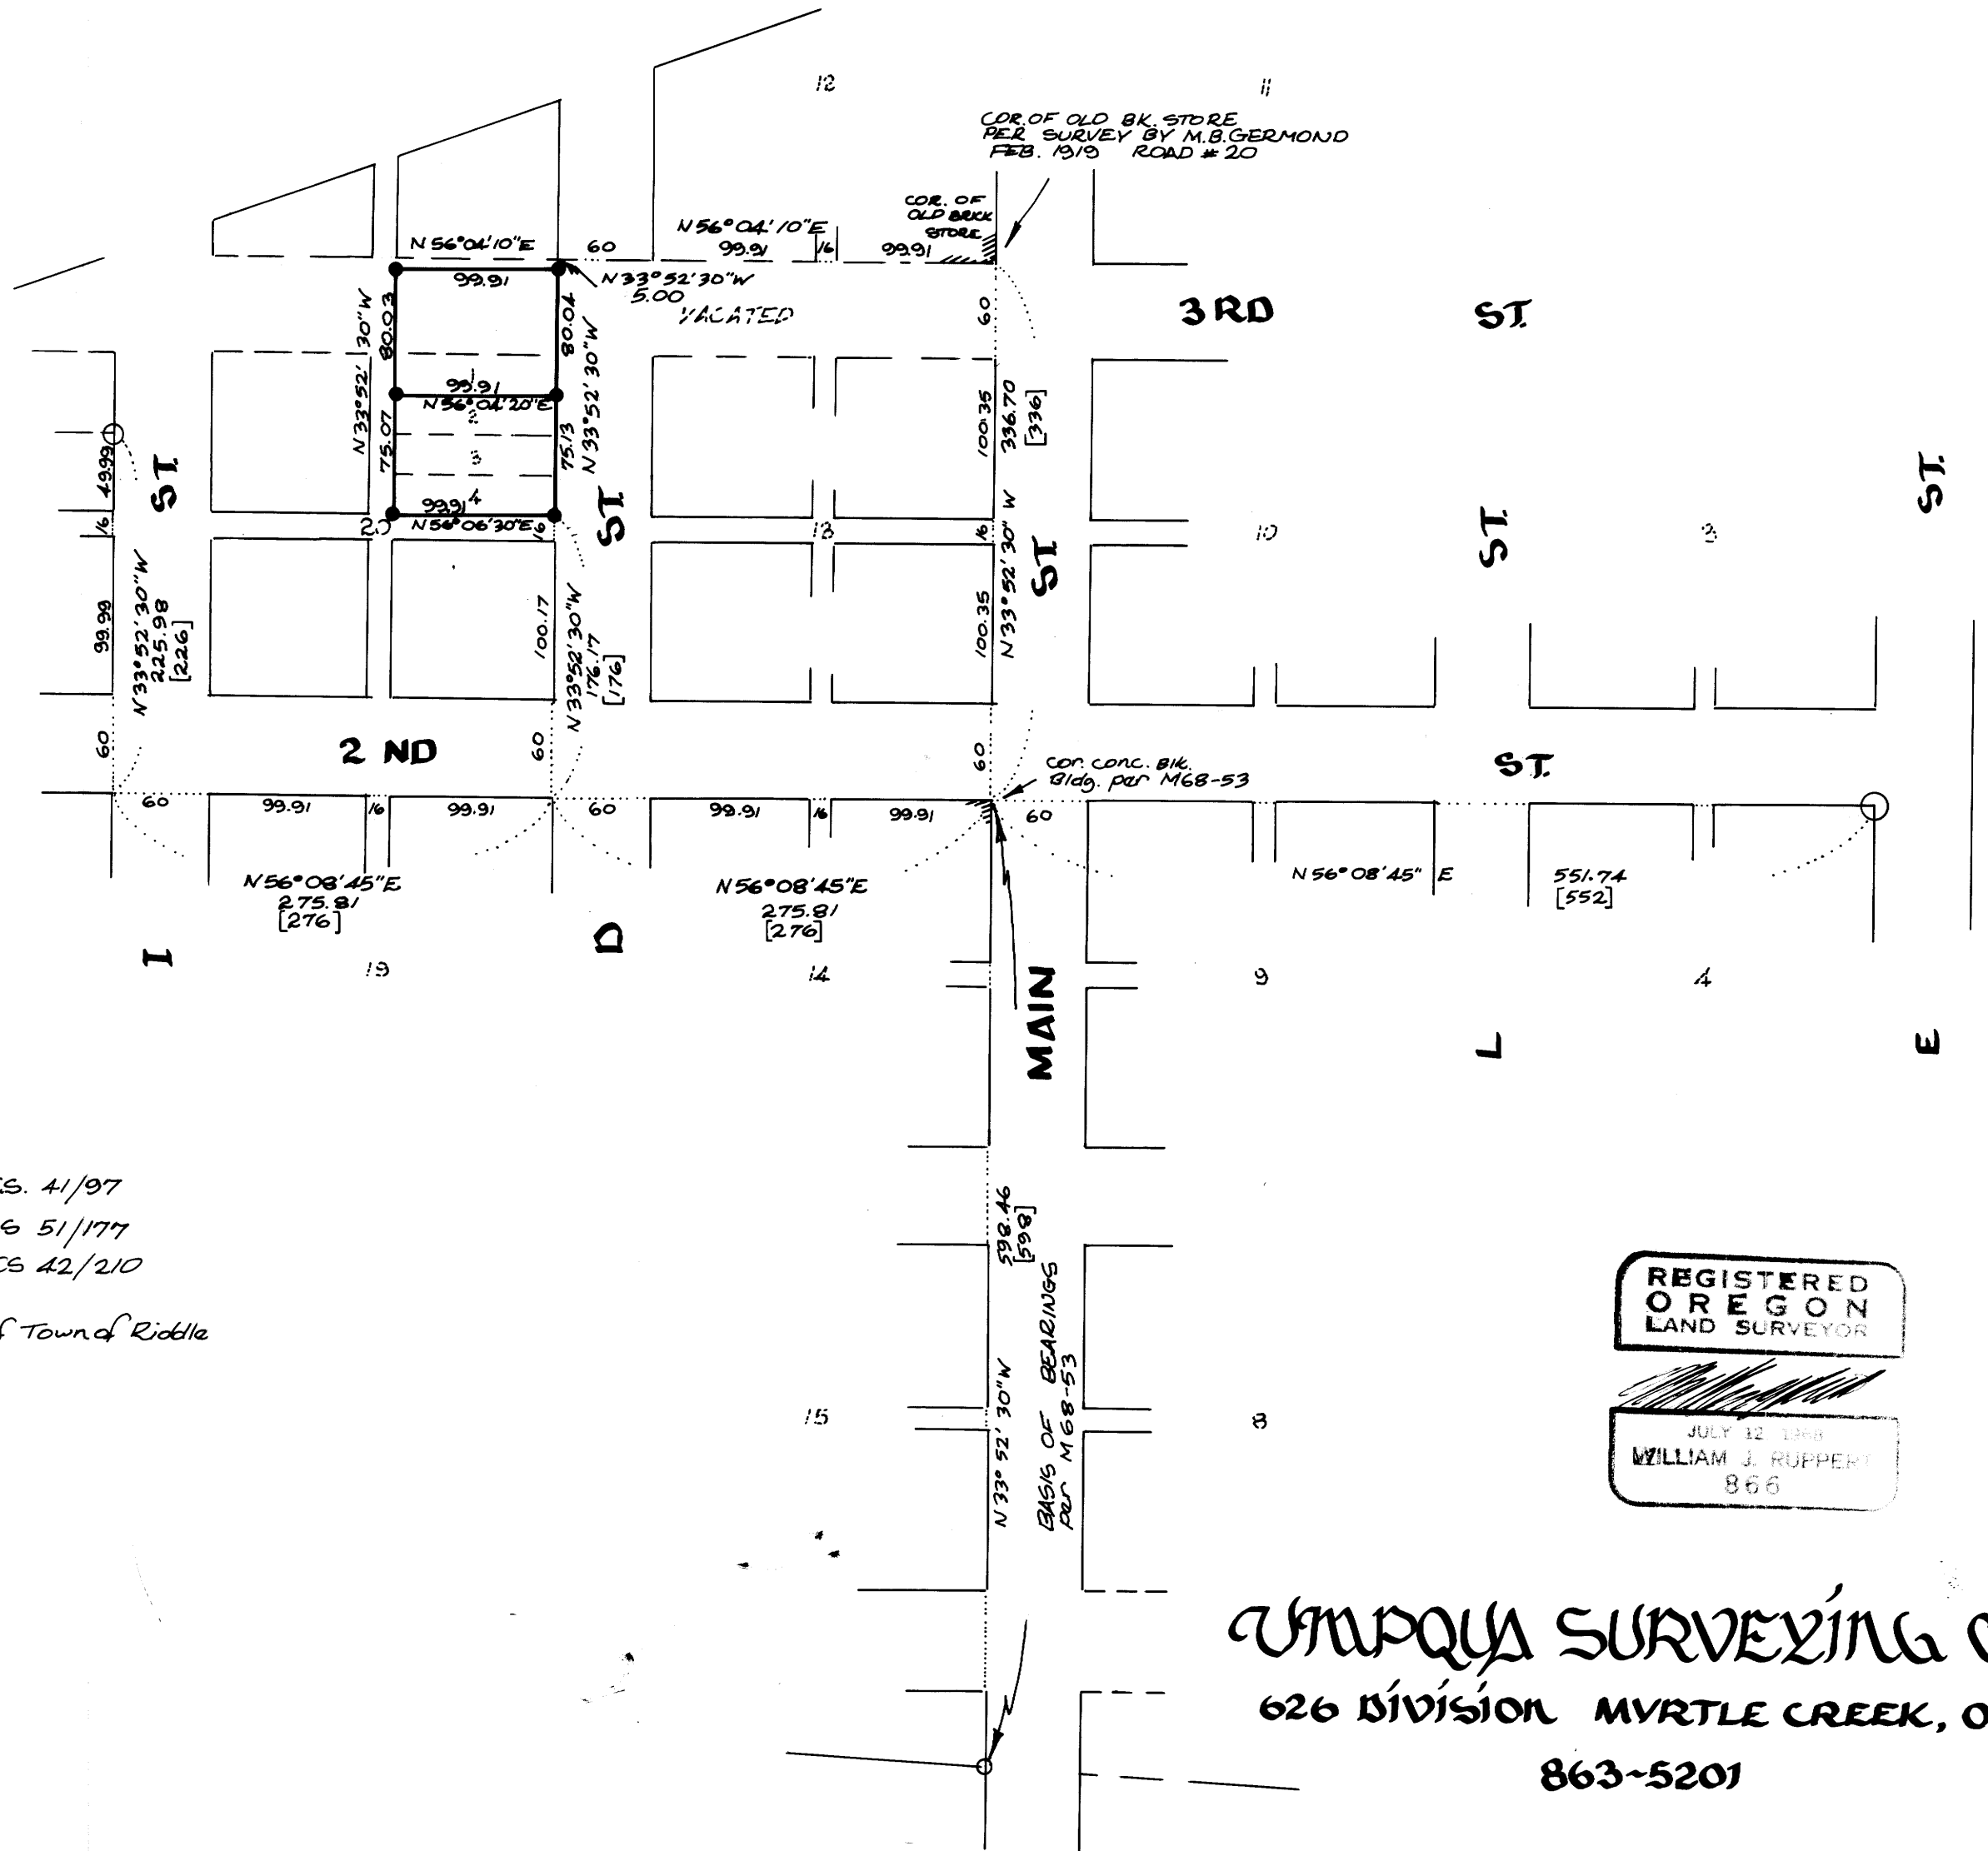 12
11
COR. OF OLD BK. STORE
PER SURVEY BY M.B. GERMOND
FEB. 1919 ROAD # 20
COR. OF
OLD BRICK
STORE
N 56° 04' 10" E
99.91
16
99.91
60
N 56° 04' 10" E
99.91
N 33° 52' 30" W
5.00
VACATED
3 RD
ST.
60
N 33° 52' 30" W
80.03
80.04
N 33° 52' 30" W
1
99.91
N 56° 04' 20" E
2
3
4
75.07
75.13
99.91
N 56° 06' 30" E
20
16
49.99
16
99.99
ST.
N 33° 52' 30" W
225.98
[226]
60
ST.
100.17
N 33° 52' 30" W
176.17
[176]
60
13
100.35
336.70
[336]
16
N 33° 52' 30" W
100.35
ST.
60
10
ST.
3
ST.
2 ND
ST.
Cor. conc. Blk.
Bldg. per M68-53
60
99.91
16
99.91
60
99.91
16
99.91
60
N 56° 08' 45" E
275.81
[276]
N 56° 08' 45" E
275.81
[276]
N 56° 08' 45" E
551.74
[552]
I
19
D
14
MAIN
9
L
4
E
S. 41/97
S 51/177
CS 42/210
f Town of Riddle
598.46
[598]
N 33° 52' 30" W
BASIS OF BEARINGS
per M68-53
15
8
REGISTERED
OREGON
LAND SURVEYOR
JULY 12
WILLIAM J. RUPPERT
866
UMPQUA SURVEYING C
626 DIVISION MYRTLE CREEK, O
863-5201